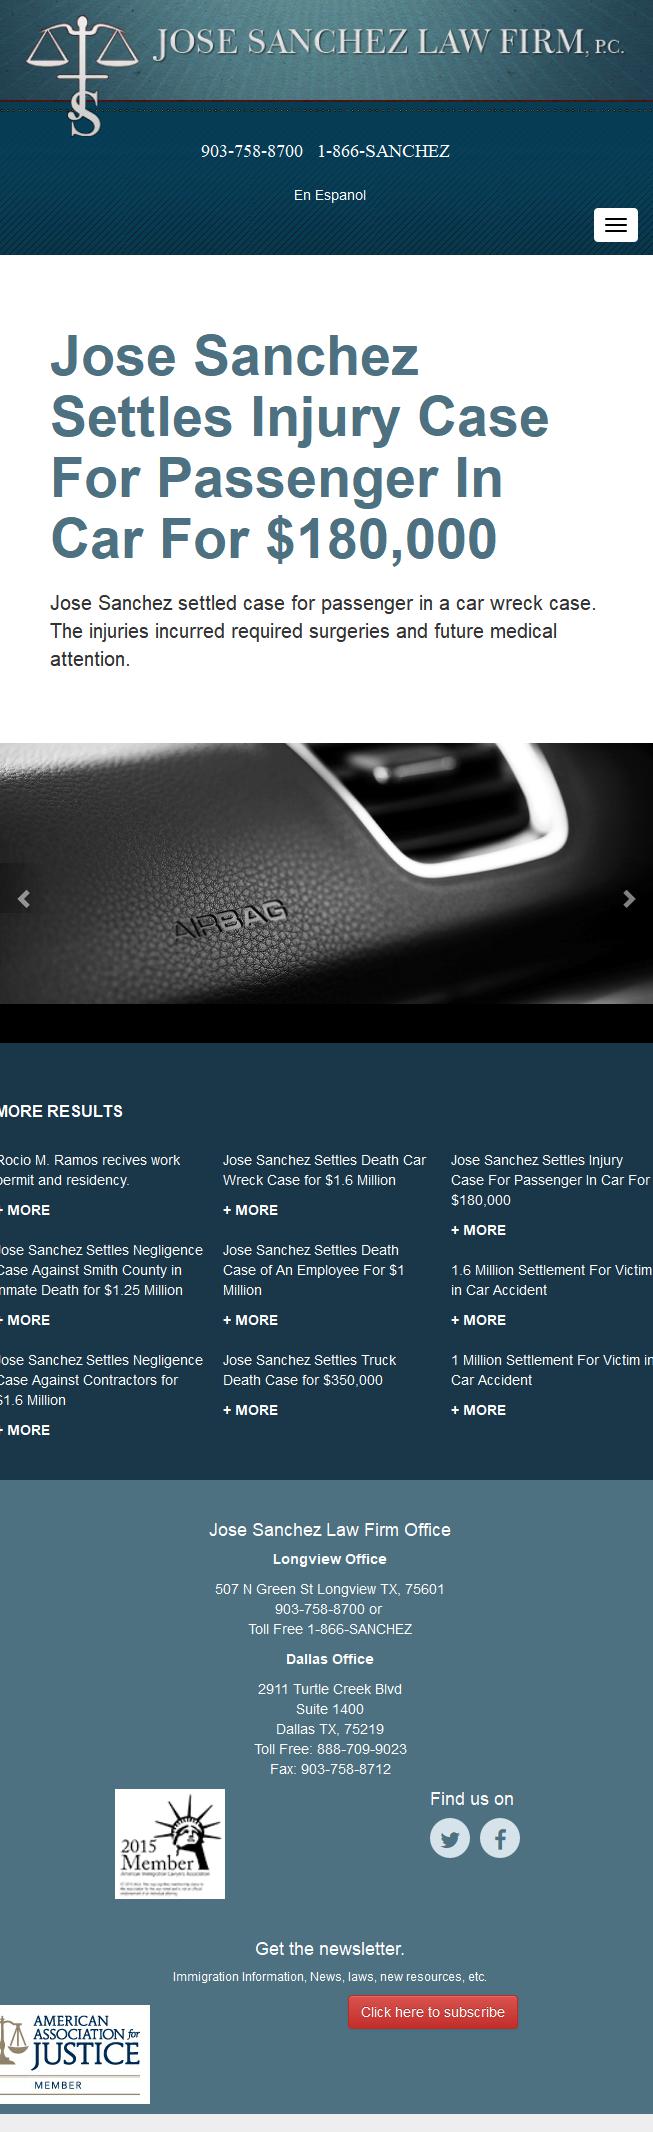 JOSE SANCHEZ LAW FIRM, P.C.
903-758-8700 1-866-SANCHEZ
En Espanol
Jose Sanchez
Settles Injury Case
For Passenger In
Car For $180,000
Jose Sanchez settled case for passenger in a car wreck case.
The injuries incurred required surgeries and future medical
attention.
AIRBAG
MORE RESULTS
Rocio M. Ramos recives work
permit and residency.
+ MORE
Jose Sanchez Settles Negligence
Case Against Smith County in
Inmate Death for $1.25 Million
+ MORE
Jose Sanchez Settles Negligence
Case Against Contractors for
$1.6 Million
+ MORE
Jose Sanchez Settles Death Car
Wreck Case for $1.6 Million
+ MORE
Jose Sanchez Settles Death
Case of An Employee For $1
Million
+ MORE
Jose Sanchez Settles Truck
Death Case for $350,000
+ MORE
Jose Sanchez Settles Injury
Case For Passenger In Car For
$180,000
+ MORE
1.6 Million Settlement For Victim
in Car Accident
+ MORE
1 Million Settlement For Victim in
Car Accident
+ MORE
Jose Sanchez Law Firm Office
Longview Office
507 N Green St Longview TX, 75601
903-758-8700 or
Toll Free 1-866-SANCHEZ
Dallas Office
2911 Turtle Creek Blvd
Suite 1400
Dallas TX, 75219
Toll Free: 888-709-9023
Fax: 903-758-8712
2015
Member
American Immigration Lawyers Association
Find us on
Get the newsletter.
Immigration Information, News, laws, new resources, etc.
Click here to subscribe
AMERICAN
ASSOCIATION for
JUSTICE
MEMBER